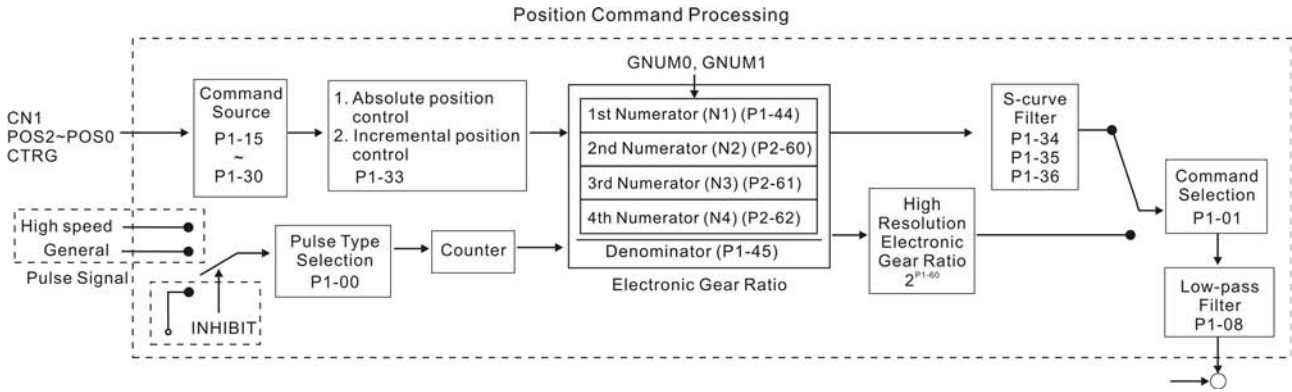 Position Command Processing
GNUM0, GNUM1
CN1
POS2~POS0
CTRG
Command
Source
P1-15
~
P1-30
1. Absolute position
control
2. Incremental position
control
P1-33
1st Numerator (N1) (P1-44)
2nd Numerator (N2) (P2-60)
3rd Numerator (N3) (P2-61)
4th Numerator (N4) (P2-62)
Denominator (P1-45)
Electronic Gear Ratio
S-curve
Filter
P1-34
P1-35
P1-36
Command
Selection
P1-01
High speed
General
Pulse Signal
INHIBIT
Pulse Type
Selection
P1-00
Counter
High
Resolution
Electronic
Gear Ratio
2^P1-60
Low-pass
Filter
P1-08